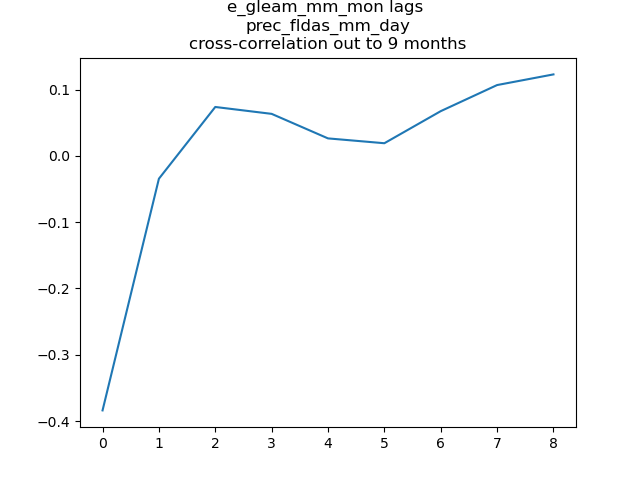 e_gleam_mm_mon lags
prec_fldas_mm_day
cross-correlation out to 9 months
0.1
0.0
−0.1
−0.2
−0.3
−0.4
0 1 2 3 4 5 6 7 8